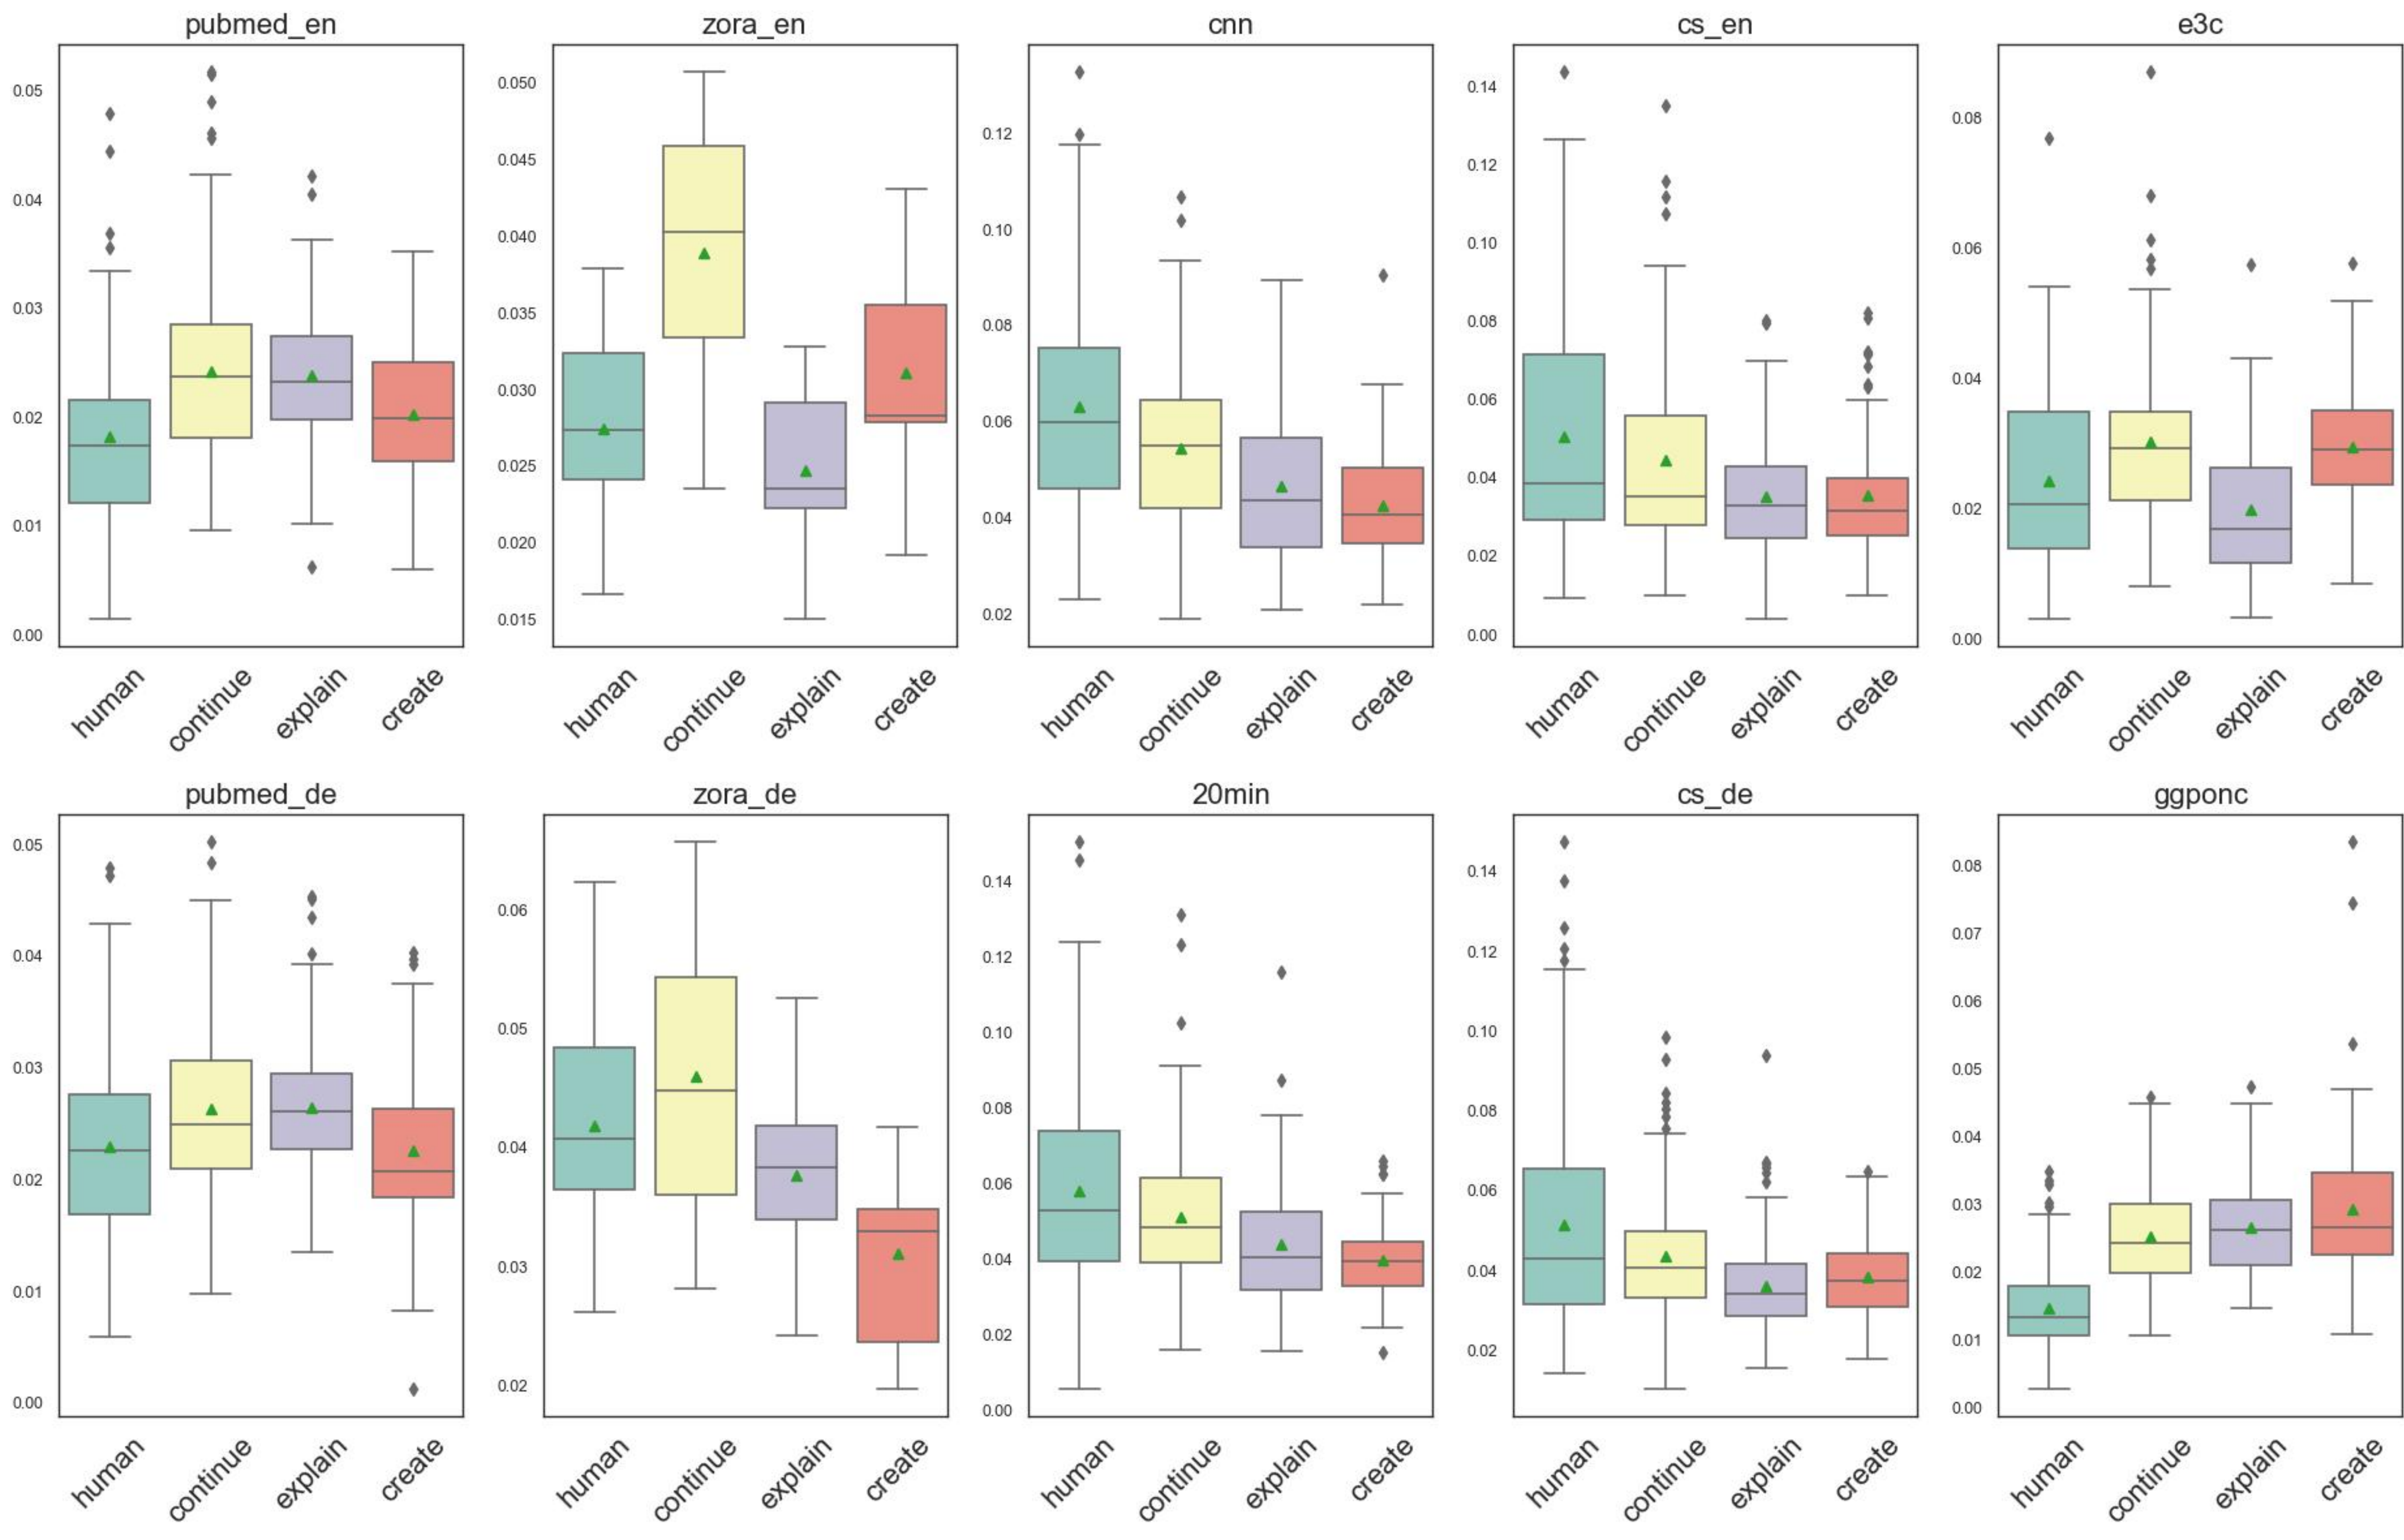 pubmed_en
zora_en
cnn
cs_en
e3c
0.05
0.04
0.03
0.02
0.01
0.00
human
continue
explain
create
0.050
0.045
0.040
0.035
0.030
0.025
0.020
0.015
human
continue
explain
create
0.12
0.10
0.08
0.06
0.04
0.02
human
continue
explain
create
0.14
0.12
0.10
0.08
0.06
0.04
0.02
0.00
human
continue
explain
create
0.08
0.06
0.04
0.02
0.00
human
continue
explain
create
pubmed_de
zora_de
20min
cs_de
ggponc
0.05
0.04
0.03
0.02
0.01
0.00
human
continue
explain
create
0.06
0.05
0.04
0.03
0.02
human
continue
explain
create
0.14
0.12
0.10
0.08
0.06
0.04
0.02
0.00
human
continue
explain
create
0.14
0.12
0.10
0.08
0.06
0.04
0.02
human
continue
explain
create
0.08
0.07
0.06
0.05
0.04
0.03
0.02
0.01
0.00
human
continue
explain
create